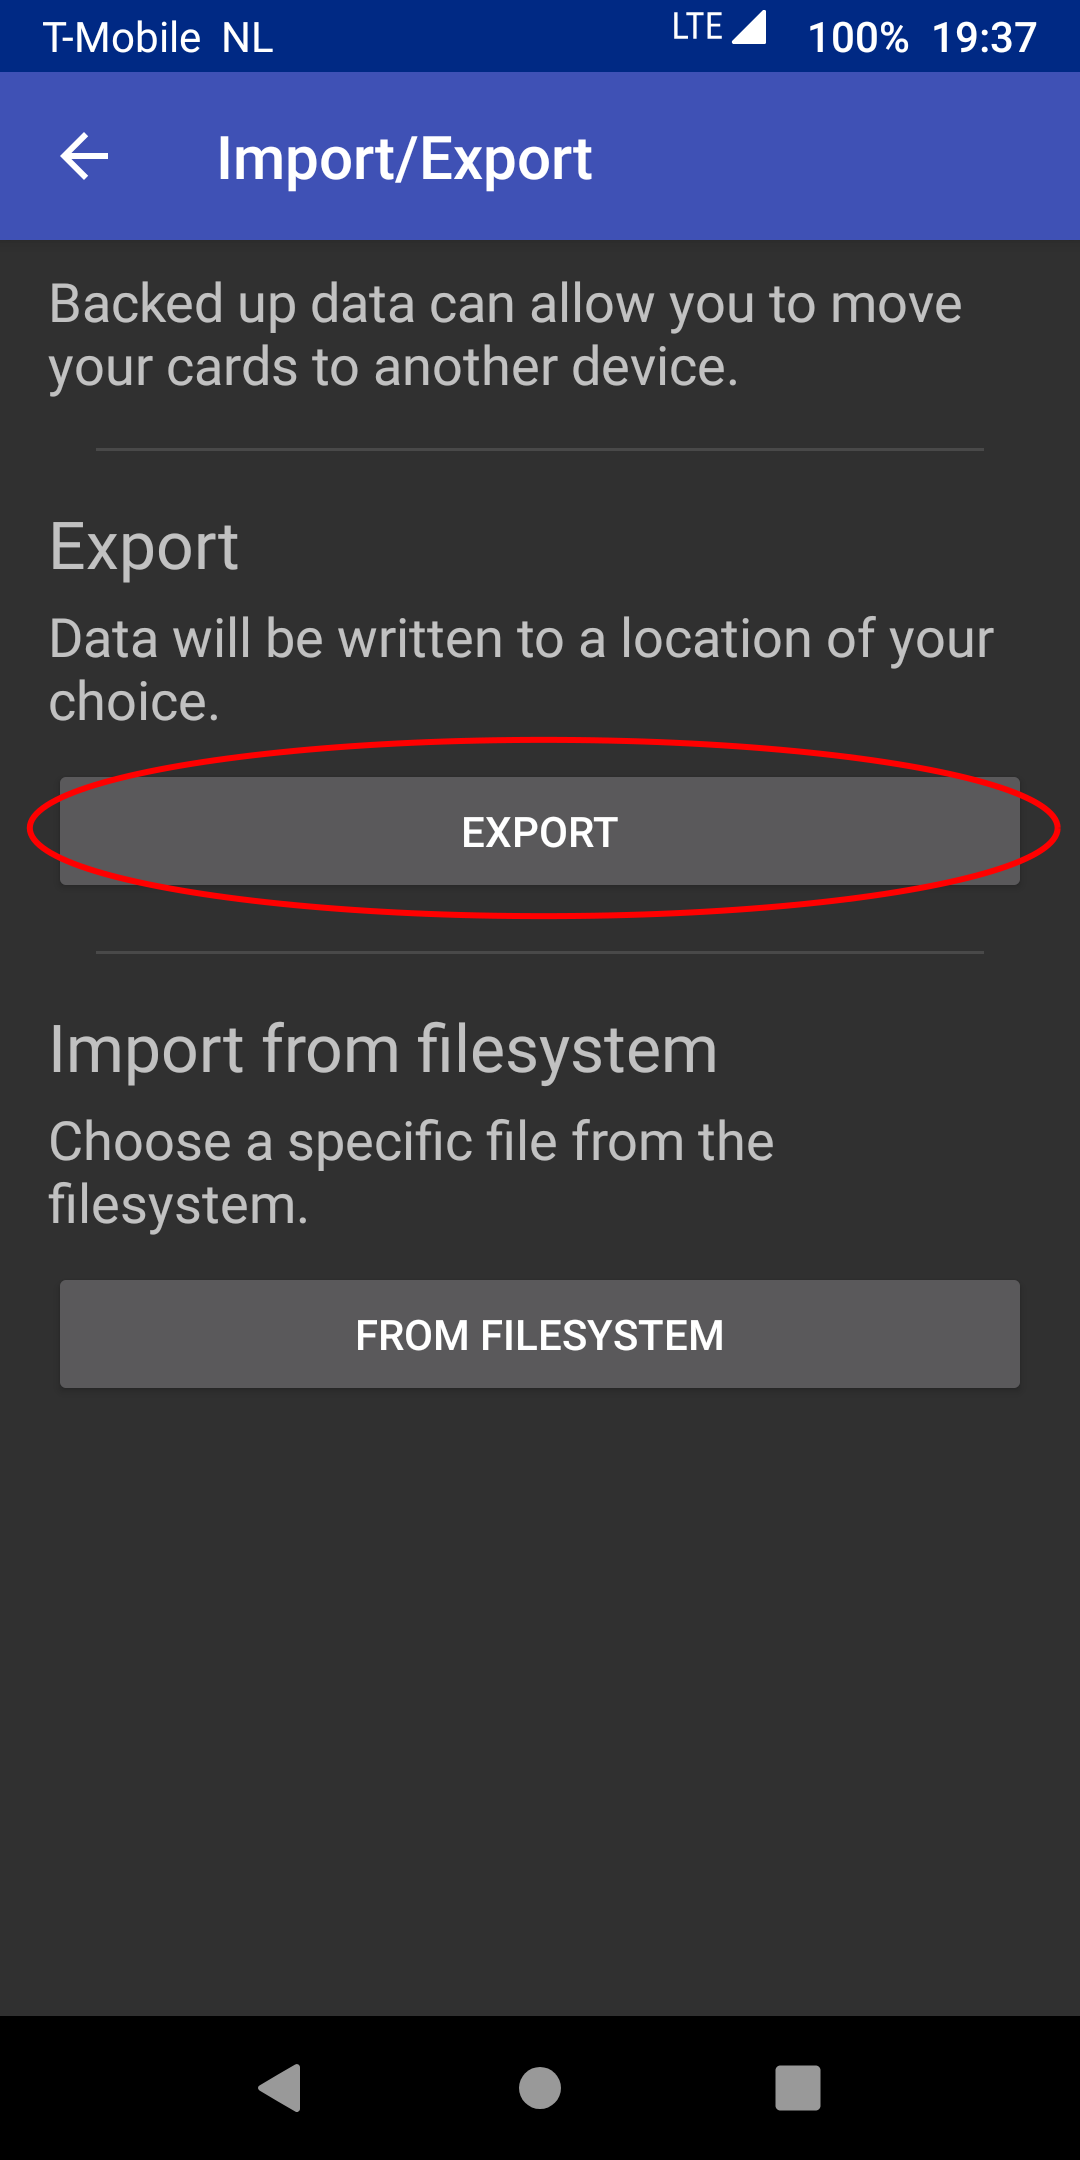 T-Mobile NL LTE 100% 19:37
Import/Export
Backed up data can allow you to move
your cards to another device.
Export
Data will be written to a location of your
choice.
EXPORT
Import from filesystem
Choose a specific file from the
filesystem.
FROM FILESYSTEM